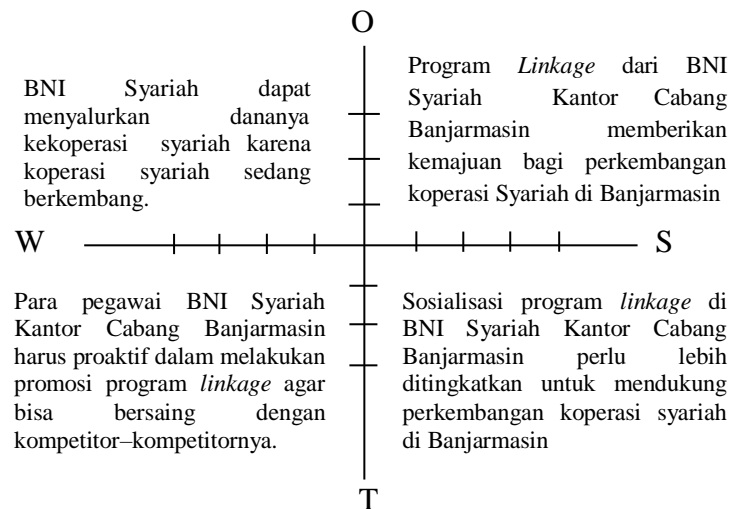 O
BNI Syariah dapat
menyalurkan dananya
kekoperasi syariah karena
koperasi syariah sedang
berkembang.
Program Linkage dari BNI
Syariah Kantor Cabang
Banjarmasin memberikan
kemajuan bagi perkembangan
koperasi Syariah di Banjarmasin
W
S
Para pegawai BNI Syariah
Kantor Cabang Banjarmasin
harus proaktif dalam melakukan
promosi program linkage agar
bisa bersaing dengan
kompetitor–kompetitornya.
Sosialisasi program linkage di
BNI Syariah Kantor Cabang
Banjarmasin perlu lebih
ditingkatkan untuk mendukung
perkembangan koperasi syariah
di Banjarmasin
T